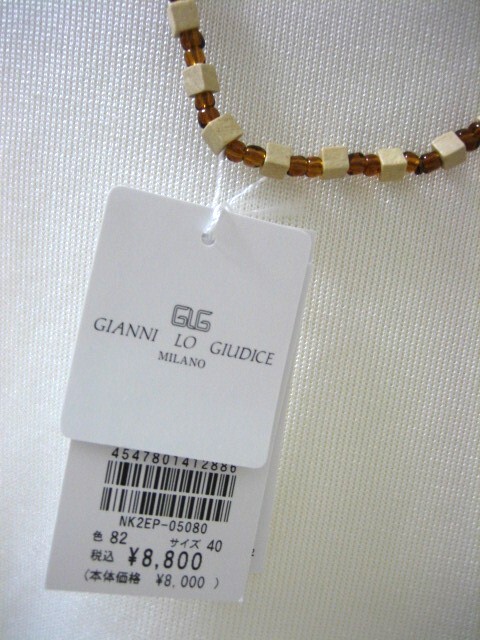 GLG
GIANNI LO GIUDICE
MILANO
4547801412886
NK2EP-05080
色 82 サイズ 40
税込 ¥8,800
(本体価格 ¥8,000 )